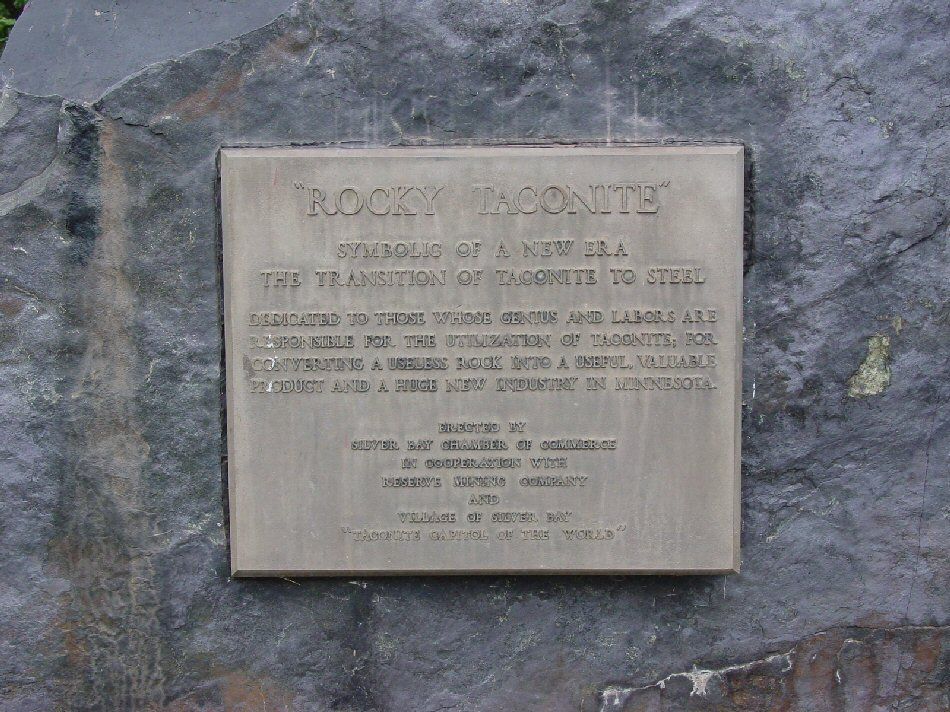 "ROCKY TACONITE"
SYMBOLIC OF A NEW ERA
THE TRANSITION OF TACONITE TO STEEL
DEDICATED TO THOSE WHOSE GENIUS AND LABORS ARE
RESPONSIBLE FOR THE UTILIZATION OF TACONITE; FOR
CONVERTING A USELESS ROCK INTO A USEFUL, VALUABLE
PRODUCT AND A HUGE NEW INDUSTRY IN MINNESOTA.
ERECTED BY
SILVER BAY CHAMBER OF COMMERCE
IN COOPERATION WITH
RESERVE MINING COMPANY
AND
VILLAGE OF SILVER BAY
"TACONITE CAPITOL OF THE WORLD"